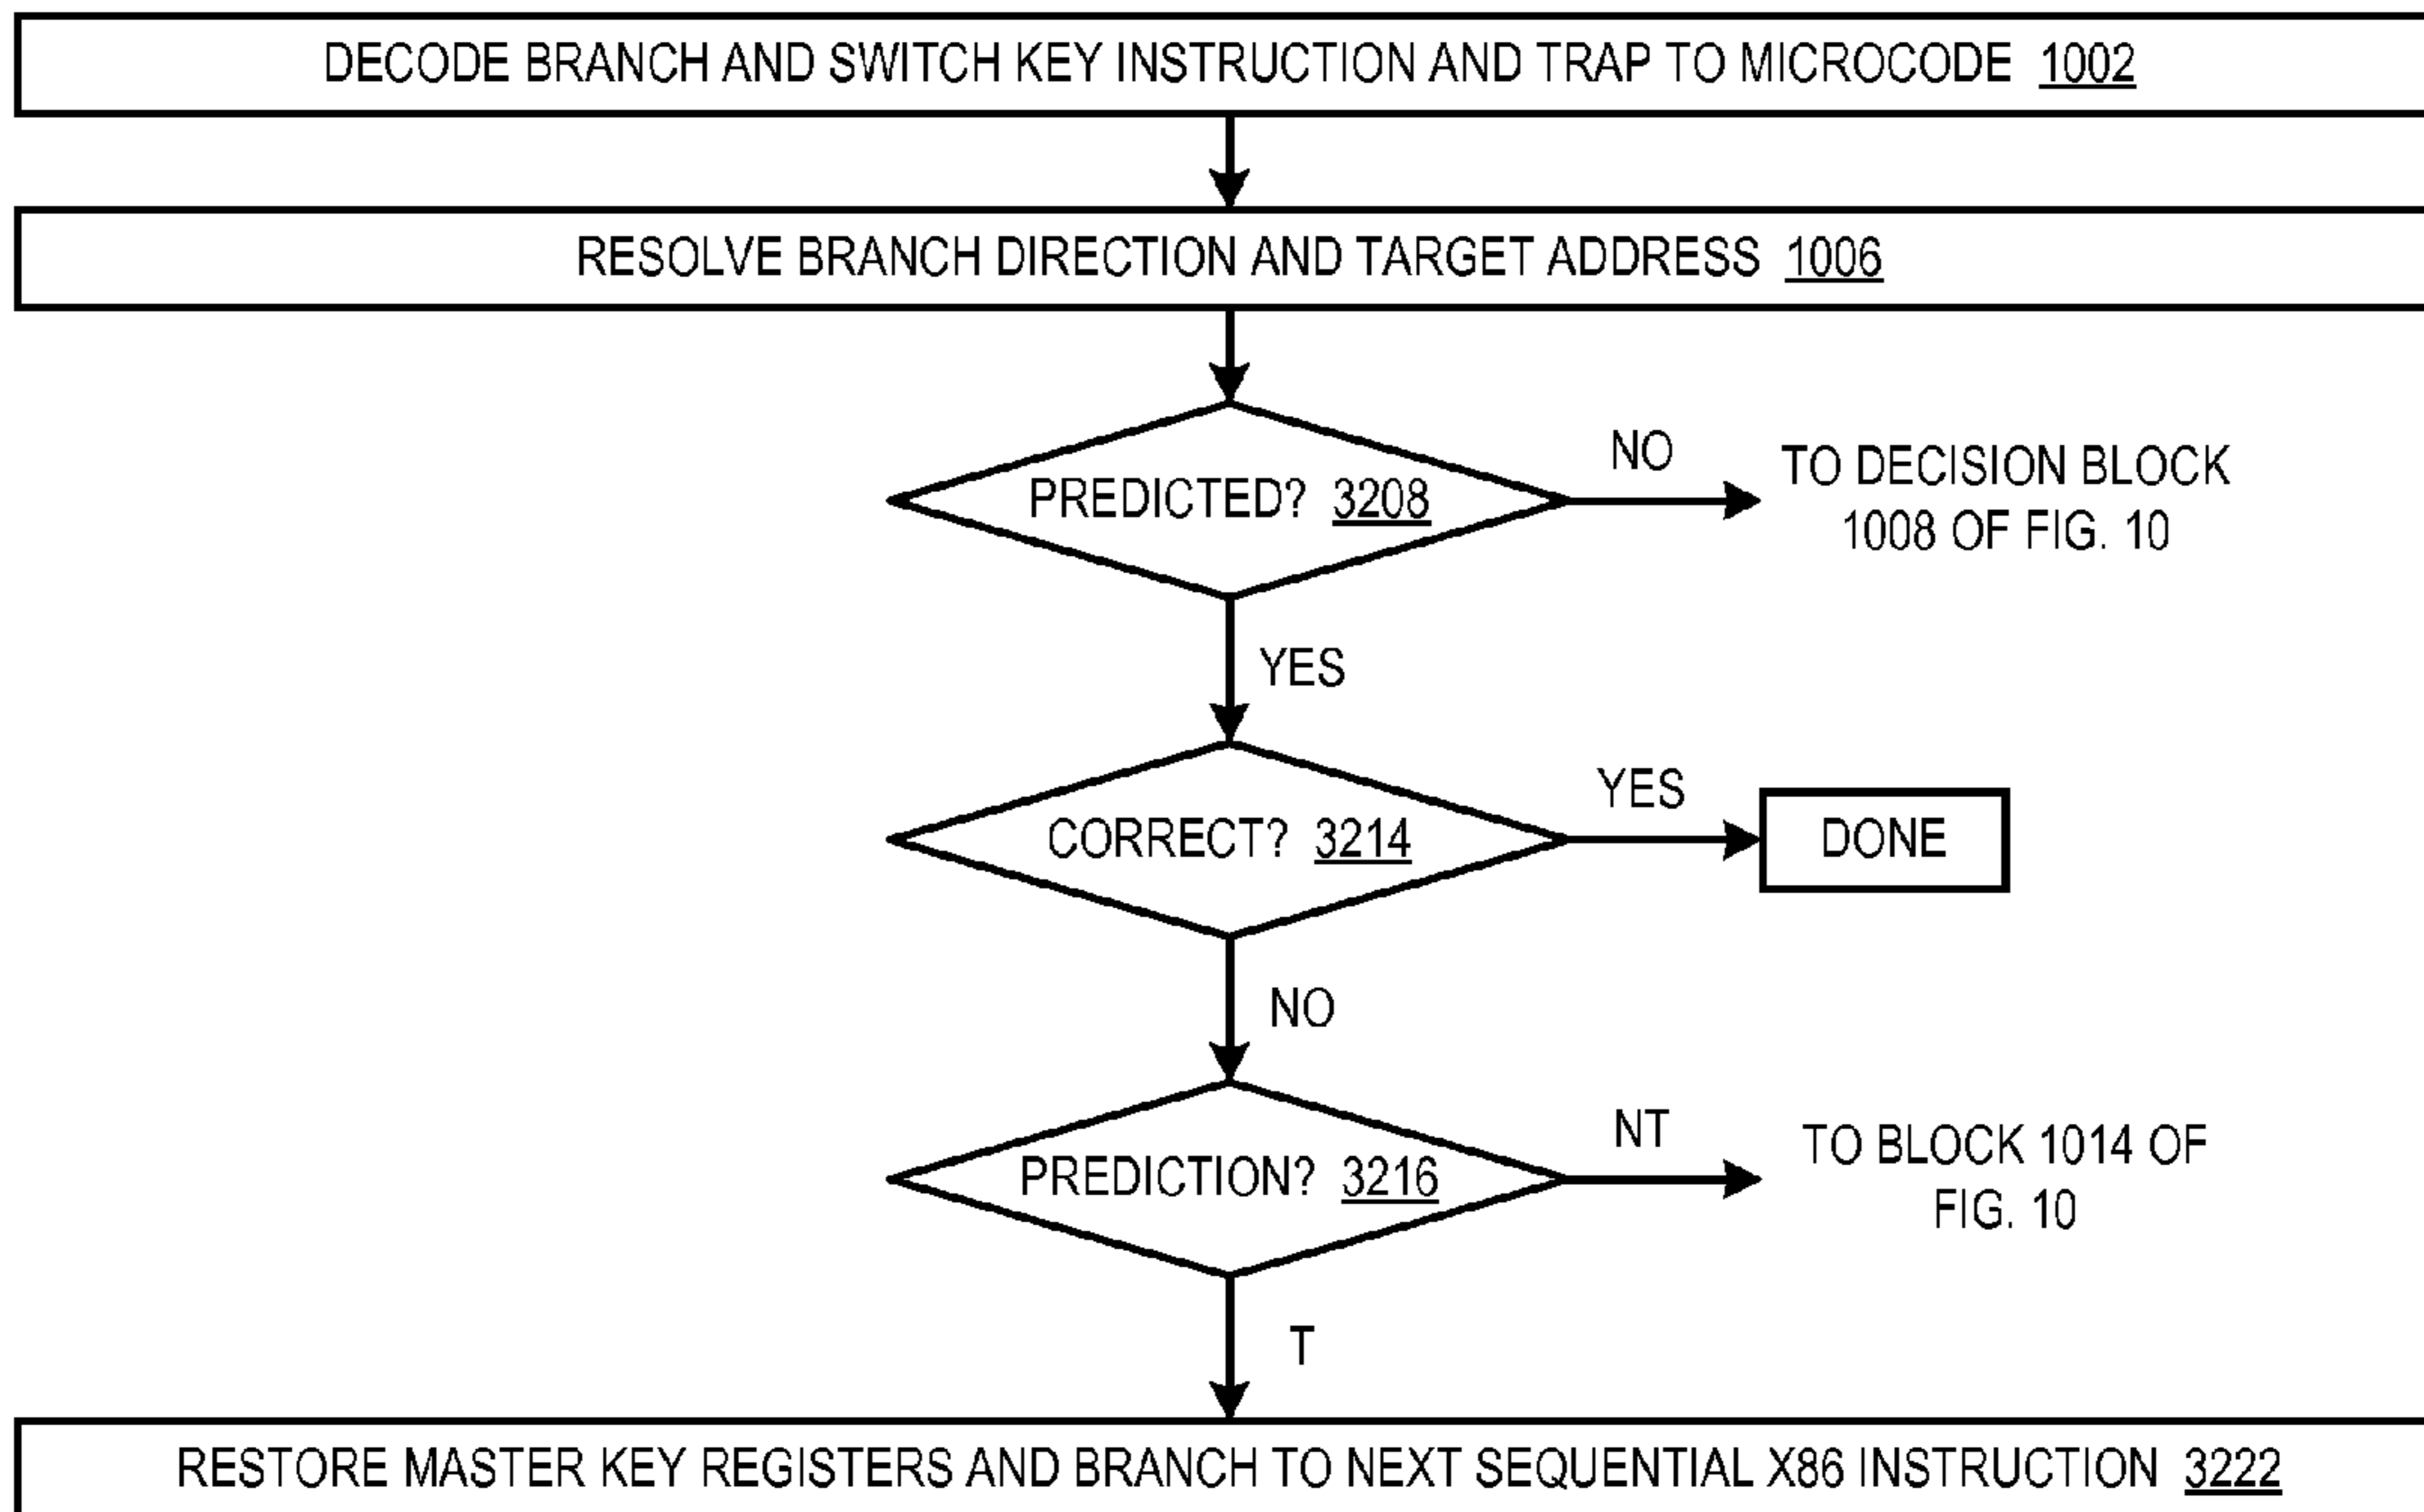 DECODE BRANCH AND SWITCH KEY INSTRUCTION AND TRAP TO MICROCODE 1002
RESOLVE BRANCH DIRECTION AND TARGET ADDRESS 1006
PREDICTED? 3208
NO
TO DECISION BLOCK
1008 OF FIG. 10
YES
CORRECT? 3214
YES
DONE
NO
PREDICTION? 3216
NT
TO BLOCK 1014 OF
FIG. 10
T
RESTORE MASTER KEY REGISTERS AND BRANCH TO NEXT SEQUENTIAL X86 INSTRUCTION 3222